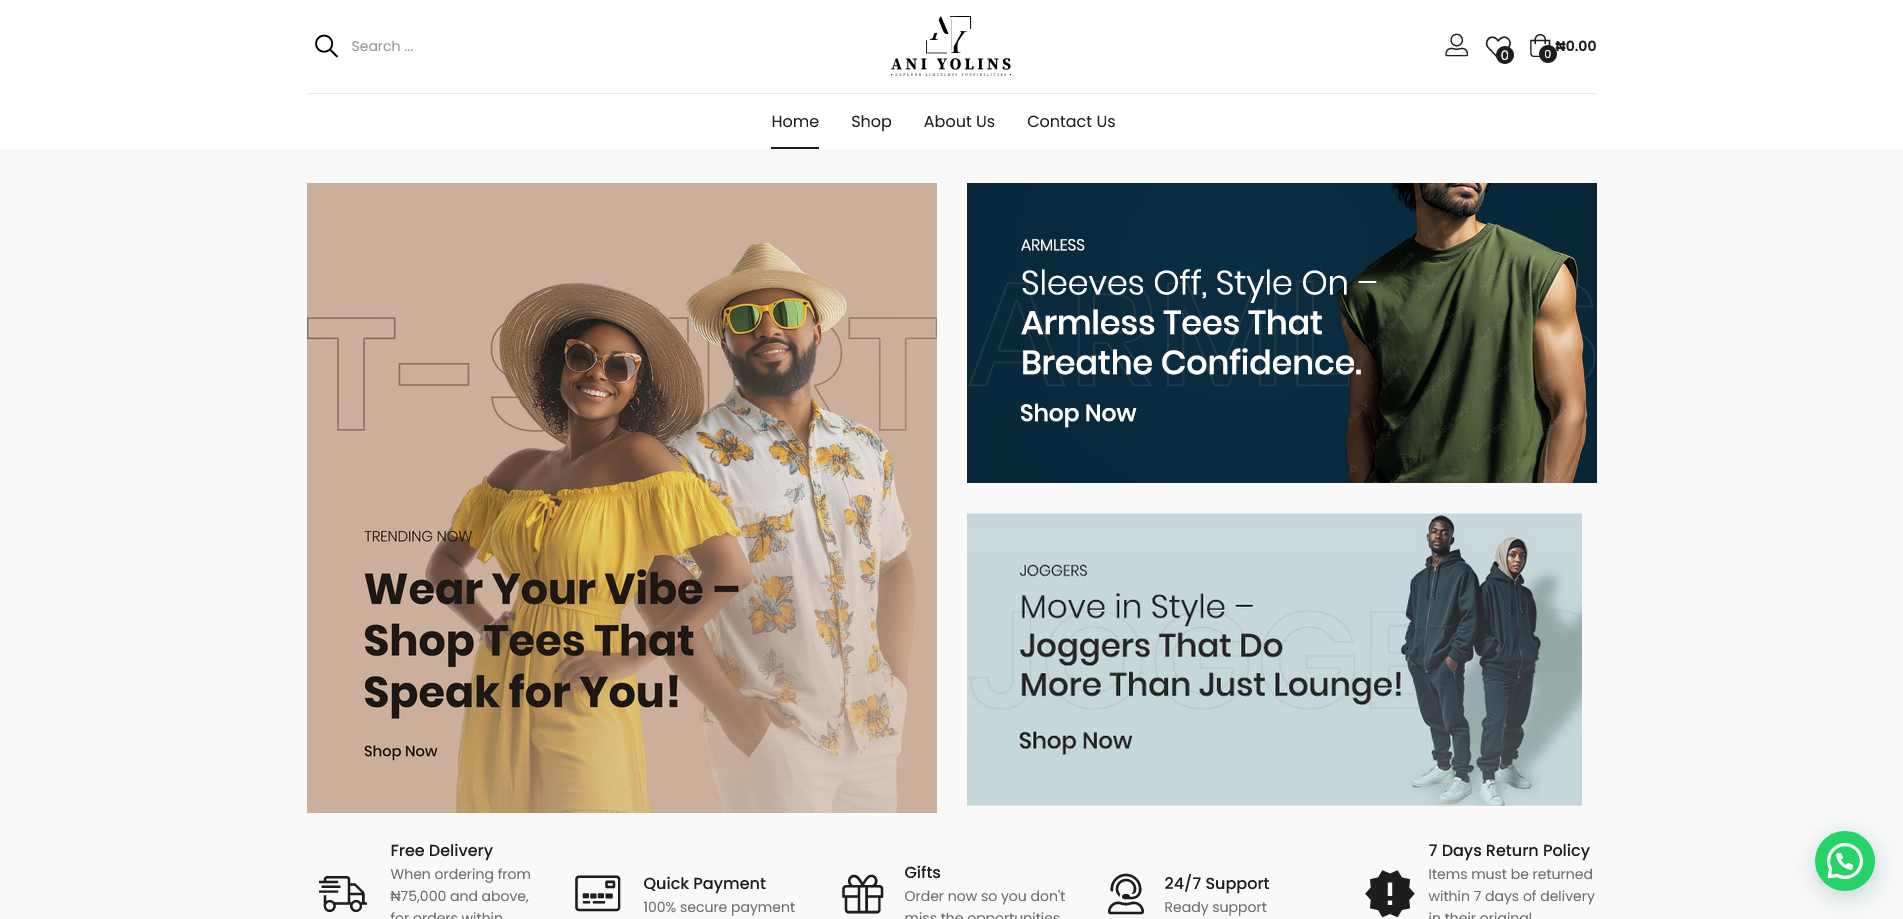 Search ...
AY
ANI YOLINS
• EXPLORE LIMITLESS POSSIBILITIES •
0
0
₦0.00
Home
Shop
About Us
Contact Us
T-SHIRT
TRENDING NOW
Wear Your Vibe –
Shop Tees That
Speak for You!
Shop Now
ARMLESS
Sleeves Off, Style On –
Armless Tees That
Breathe Confidence.
Shop Now
JOGGERS
Move in Style –
Joggers That Do
More Than Just Lounge!
Shop Now
Free Delivery
When ordering from
₦75,000 and above,
for orders within
Quick Payment
100% secure payment
Gifts
Order now so you don't
miss the opportunities
24/7 Support
Ready support
7 Days Return Policy
Items must be returned
within 7 days of delivery
in their original